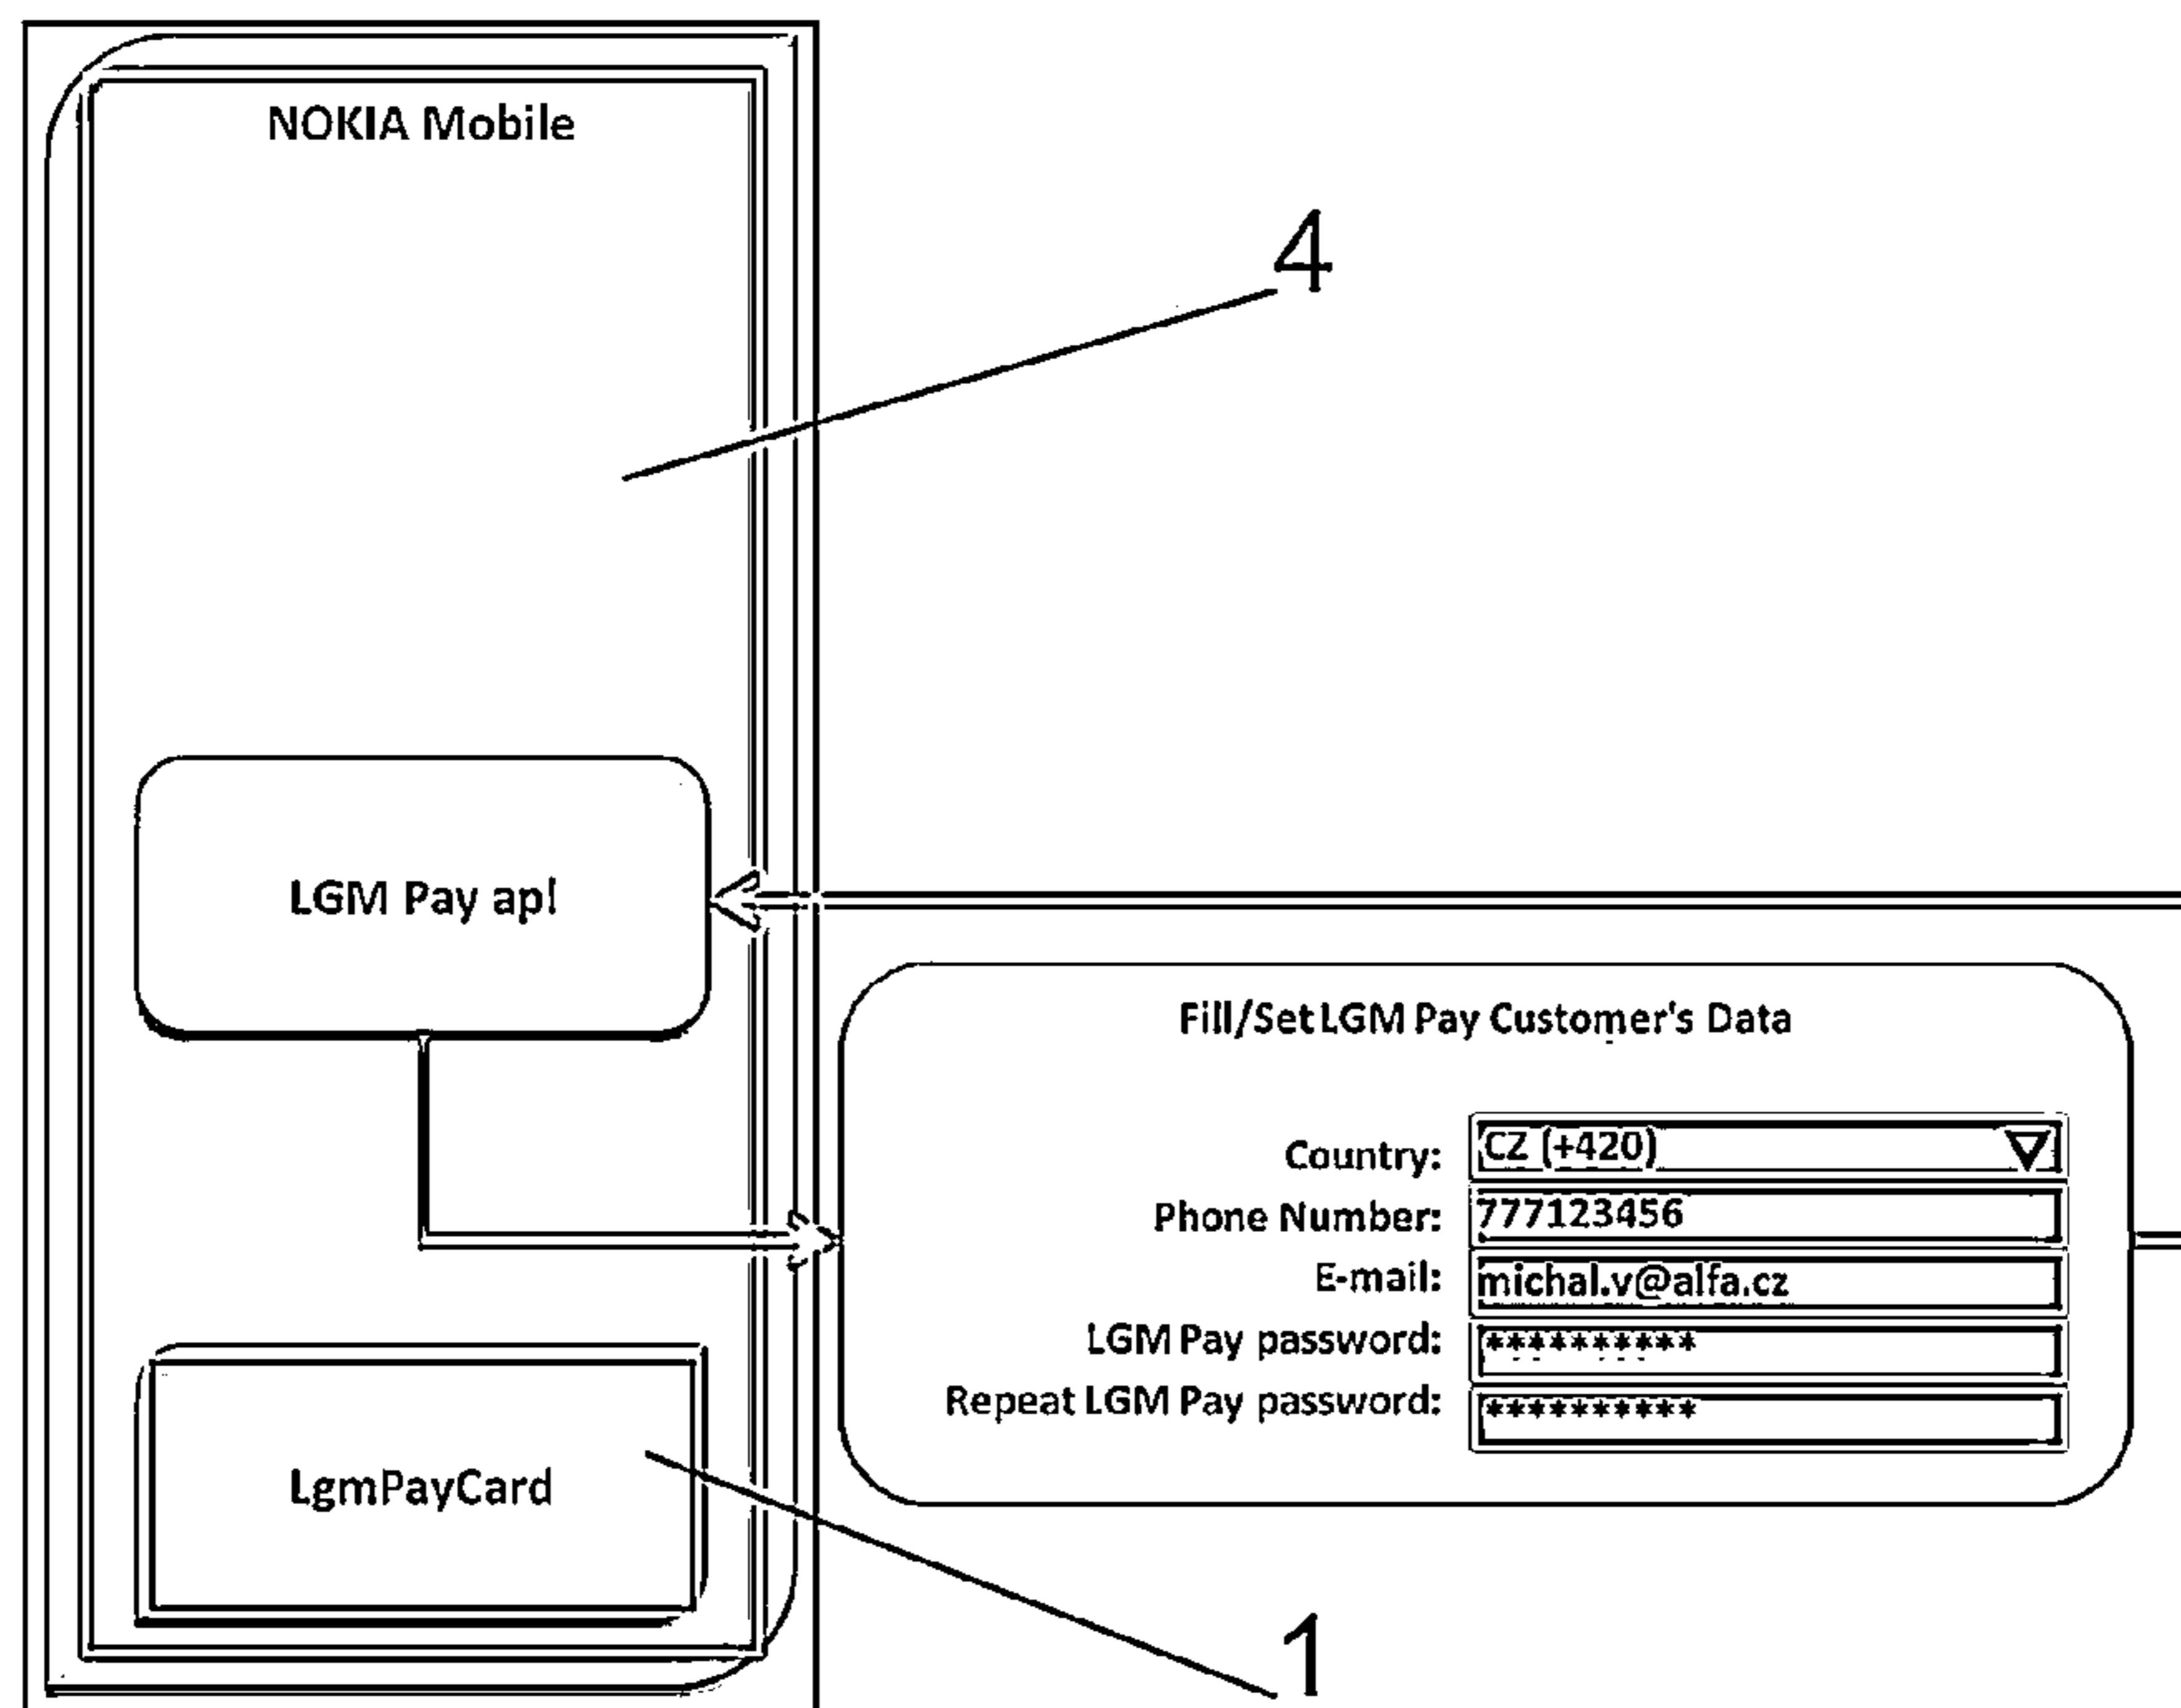 NOKIA Mobile
4
LGM Pay apl
Fill/Set LGM Pay Customer's Data
Country: CZ (+420)
Phone Number: 777123456
E-mail: michal.v@alfa.cz
LGM Pay password: **********
Repeat LGM Pay password: **********
LgmPayCard
1